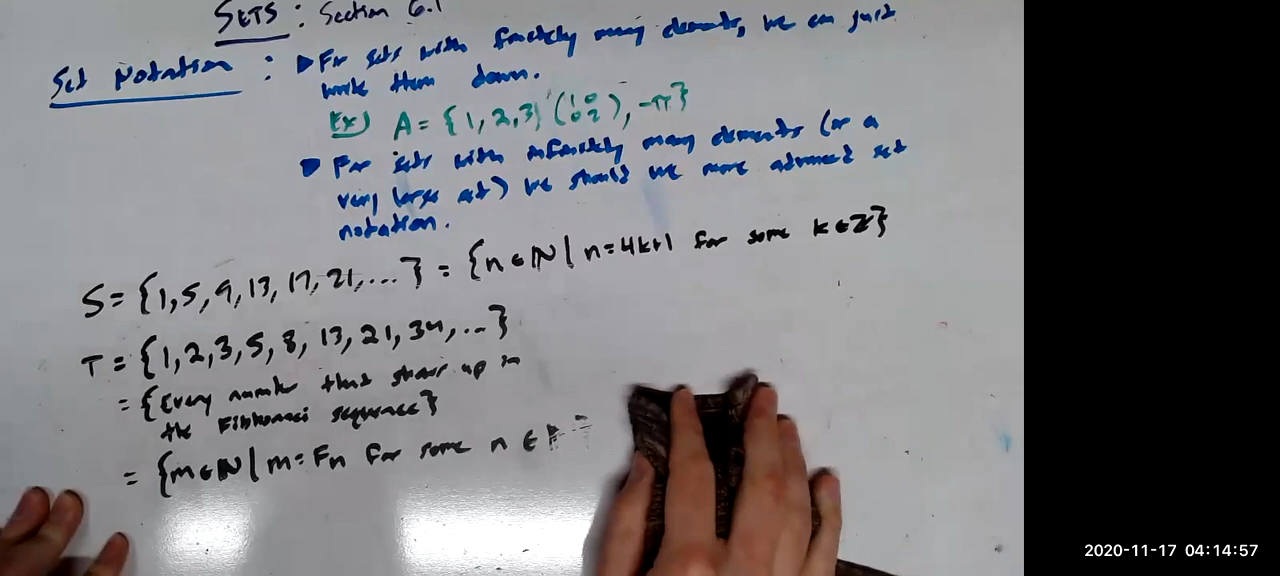 SETS: Section 6.1
Set Notation: ▶ For sets with finitely many elements, we can just
write them down.
(Ex) A = {1, 2, 3, (1 0 0 2), -π}
▶ For sets with infinitely many elements (or a
very large set) we should use more advanced set
notation.
S = {1, 5, 9, 13, 17, 21, ...} = {n ∈ ℕ | n = 4k+1 for some k ∈ ℤ}
T = {1, 2, 3, 5, 8, 13, 21, 34, ...}
= {Every number that shows up in
the Fibbonaci sequence}
= {m ∈ ℕ | m = Fn for some n ∈
2020-11-17 04:14:57